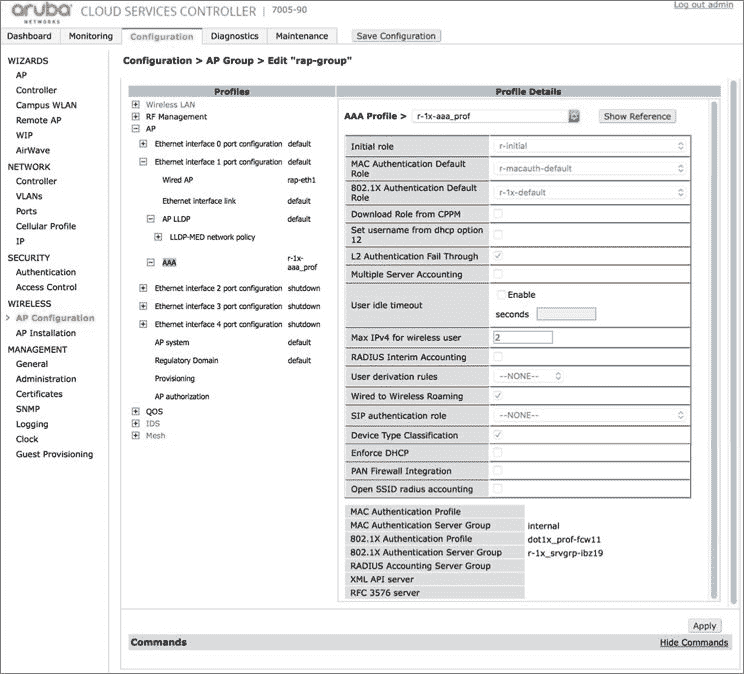 aruba NETWORKS CLOUD SERVICES CONTROLLER | 7005-90 Log out admin
Dashboard Monitoring Configuration Diagnostics Maintenance Save Configuration
WIZARDS
AP
Controller
Campus WLAN
Remote AP
WIP
AirWave
NETWORK
Controller
VLANs
Ports
Cellular Profile
IP
SECURITY
Authentication
Access Control
WIRELESS
> AP Configuration
AP Installation
MANAGEMENT
General
Administration
Certificates
SNMP
Logging
Clock
Guest Provisioning
Configuration > AP Group > Edit "rap-group"
Profiles
Wireless LAN
RF Management
AP
Ethernet interface 0 port configuration default
Ethernet interface 1 port configuration default
Wired AP rap-eth1
Ethernet interface link default
AP LLDP default
LLDP-MED network policy
AAA r-1x-
aaa_prof
Ethernet interface 2 port configuration shutdown
Ethernet interface 3 port configuration shutdown
Ethernet interface 4 port configuration shutdown
AP system default
Regulatory Domain default
Provisioning
AP authorization
QOS
IDS
Mesh
Profile Details
AAA Profile > r-1x-aaa_prof Show Reference
Initial role r-initial
MAC Authentication Default
Role r-macauth-default
802.1X Authentication Default
Role r-1x-default
Download Role from CPPM
Set username from dhcp option
12
L2 Authentication Fail Through
Multiple Server Accounting
User idle timeout Enable
seconds
Max IPv4 for wireless user 2
RADIUS Interim Accounting
User derivation rules --NONE--
Wired to Wireless Roaming
SIP authentication role --NONE--
Device Type Classification
Enforce DHCP
PAN Firewall Integration
Open SSID radius accounting
MAC Authentication Profile
MAC Authentication Server Group internal
802.1X Authentication Profile dot1x_prof-fcw11
802.1X Authentication Server Group r-1x_srvgrp-ibz19
RADIUS Accounting Server Group
XML API server
RFC 3576 server
Apply
Commands Hide Commands